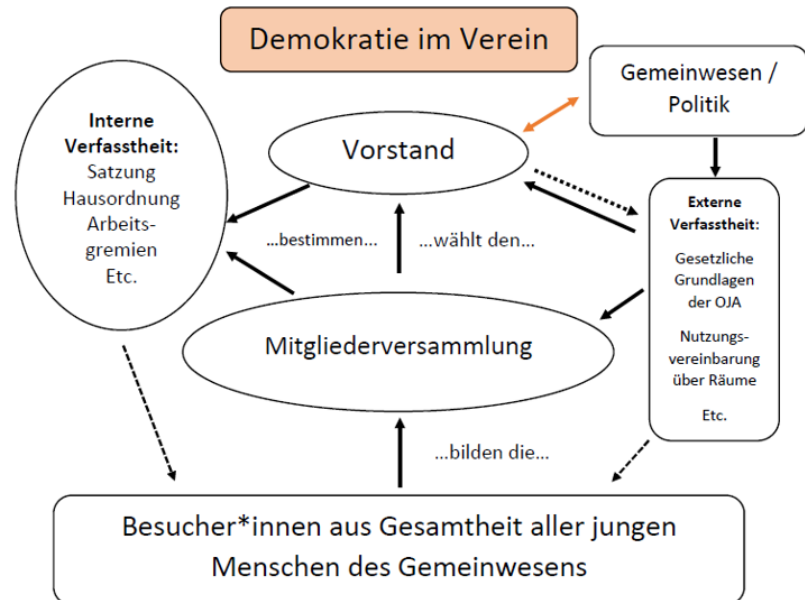 Demokratie im Verein
Gemeinwesen /
Politik
Interne
Verfasstheit:
Satzung
Hausordnung
Arbeits-
gremien
Etc.
Vorstand
Externe
Verfasstheit:
Gesetzliche
Grundlagen
der OJA
Nutzungs-
vereinbarung
über Räume
Etc.
...bestimmen...
...wählt den...
Mitgliederversammlung
...bilden die...
Besucher*innen aus Gesamtheit aller jungen
Menschen des Gemeinwesens